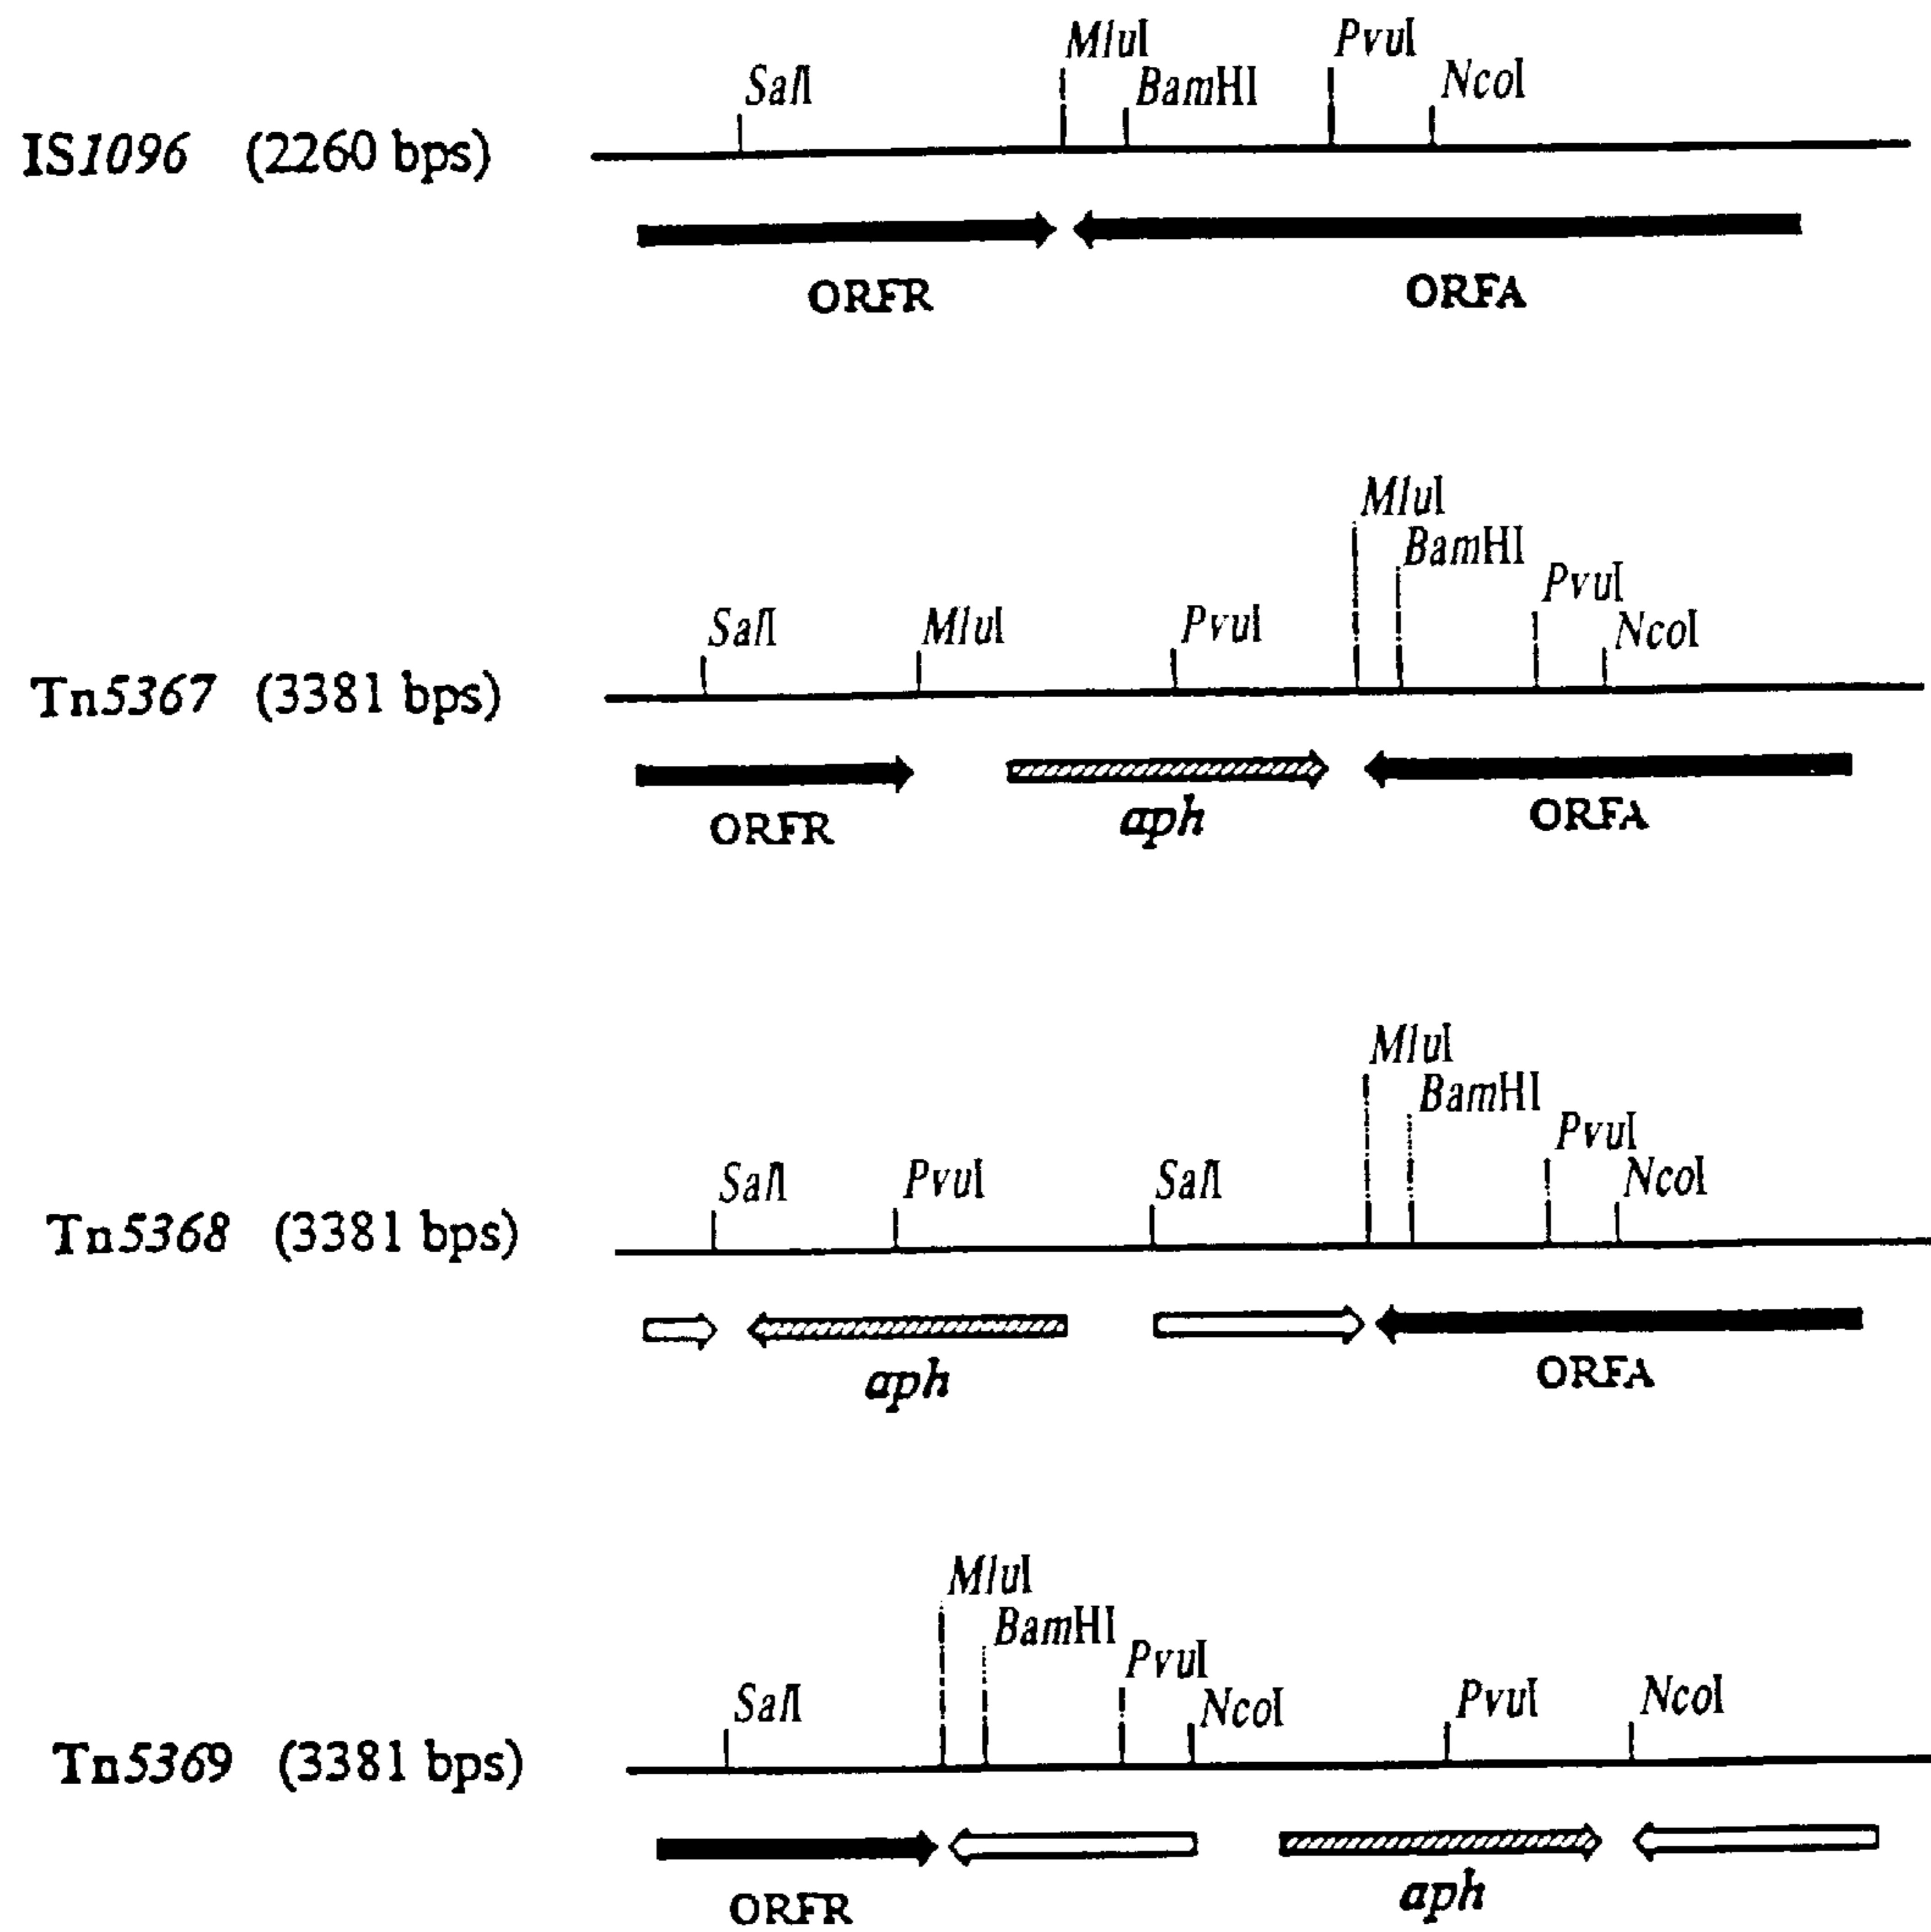 MluI PvuI
SalI BamHI NcoI
IS1096 (2260 bps)
ORFR ORFA
MluI
BamHI
PvuI
SalI MluI PvuI NcoI
Tn5367 (3381 bps)
ORFR aph ORFA
MluI
BamHI
PvuI
SalI PvuI SalI NcoI
Tn5368 (3381 bps)
aph ORFA
MluI
BamHI
PvuI
SalI NcoI PvuI NcoI
Tn5369 (3381 bps)
ORFR aph